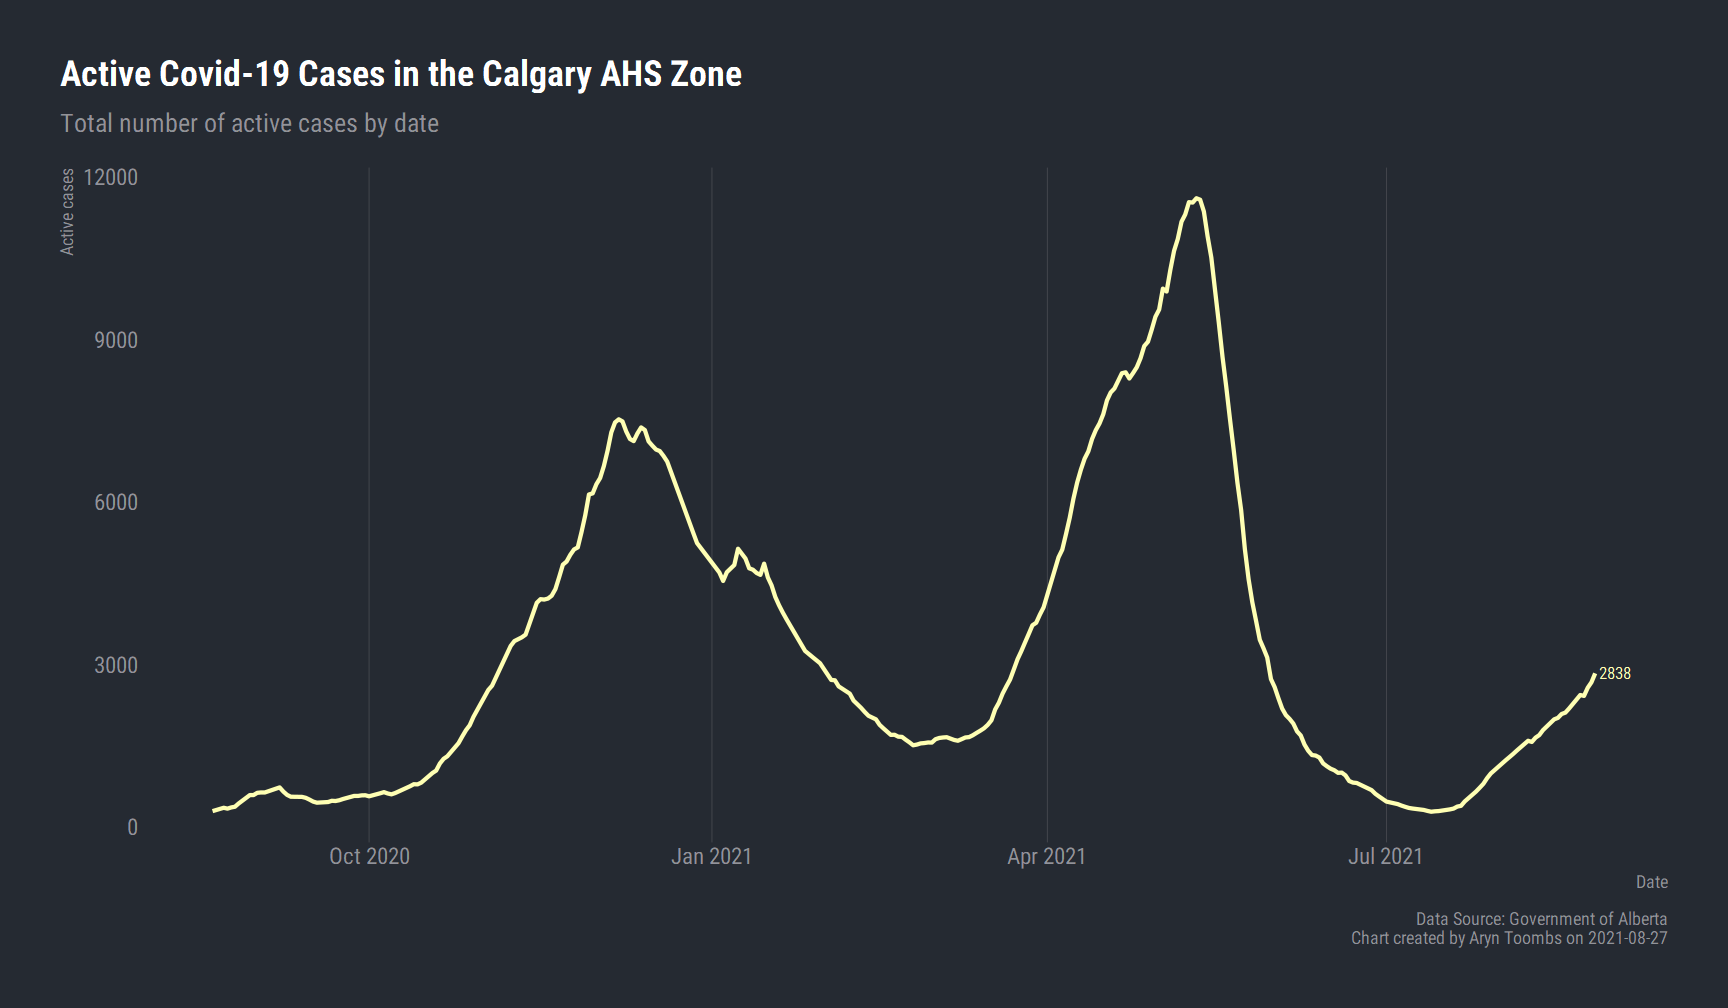 Active Covid-19 Cases in the Calgary AHS Zone
Total number of active cases by date
Active cases
12000
9000
6000
3000
0
2838
Oct 2020
Jan 2021
Apr 2021
Jul 2021
Date
Data Source: Government of Alberta
Chart created by Aryn Toombs on 2021-08-27